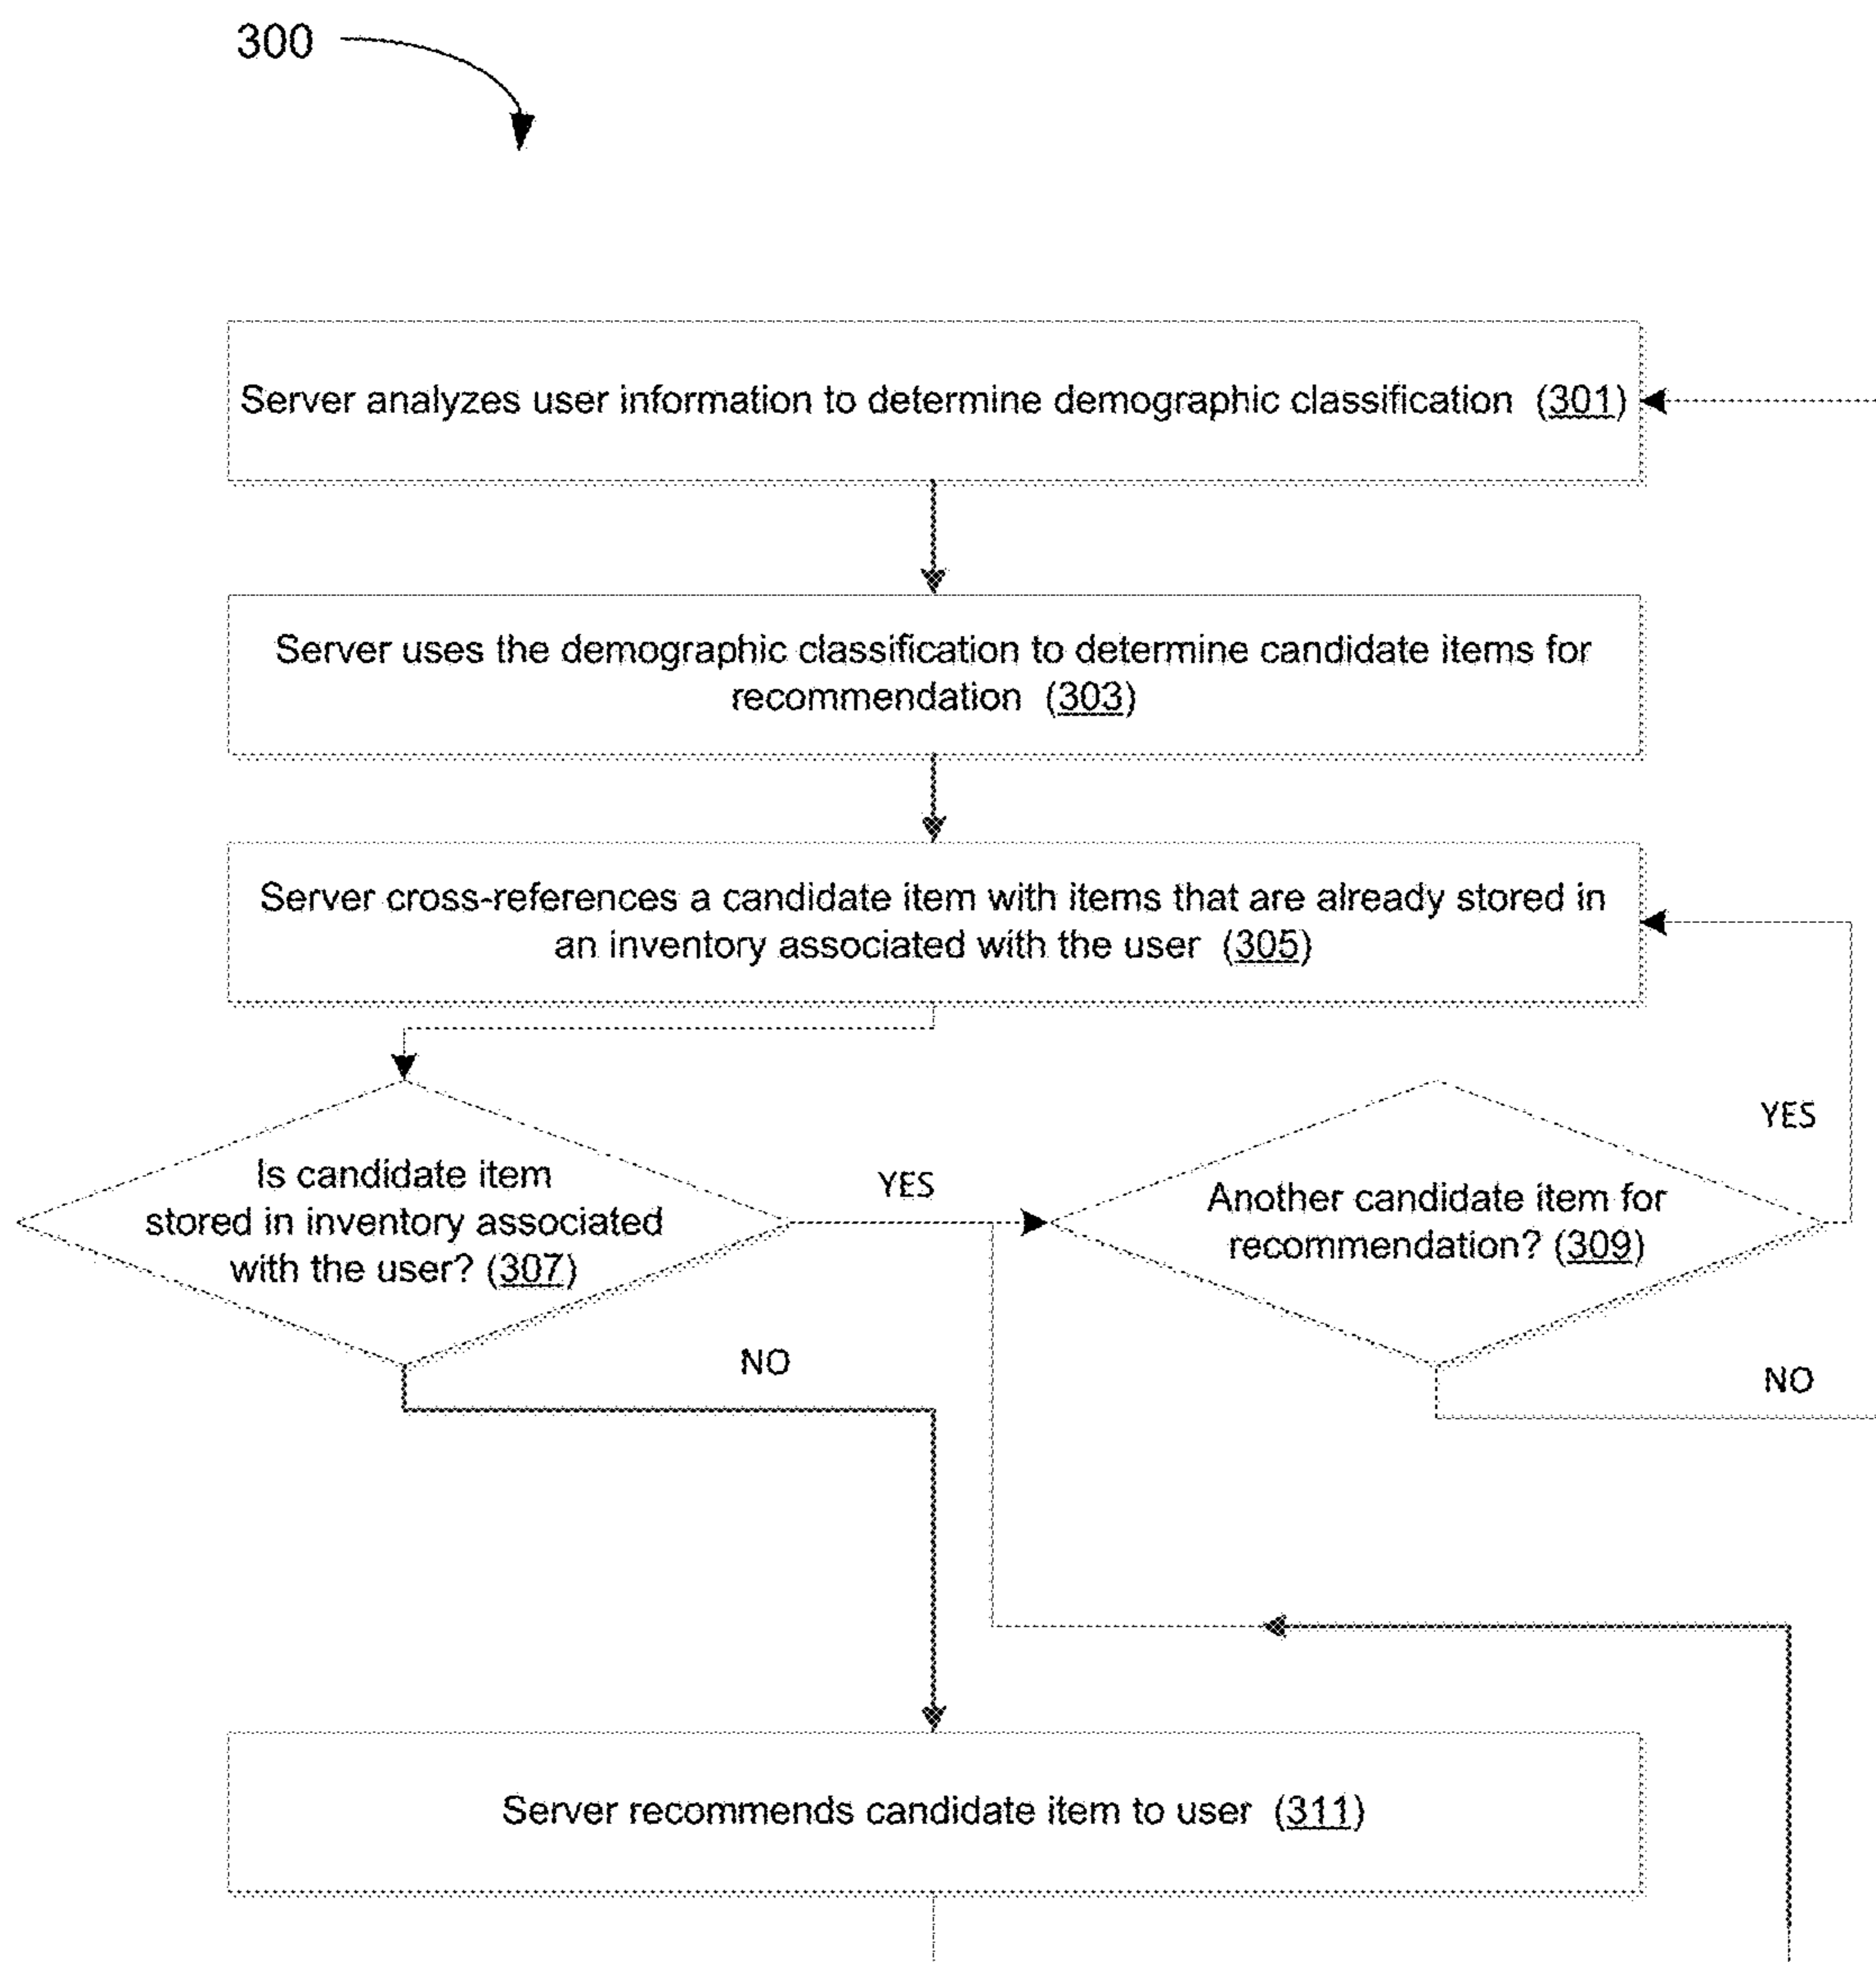 300
Server analyzes user information to determine demographic classification (301)
Server uses the demographic classification to determine candidate items for
recommendation (303)
Server cross-references a candidate item with items that are already stored in
an inventory associated with the user (305)
Is candidate item
stored in inventory associated
with the user? (307)
YES
Another candidate item for
recommendation? (309)
YES
NO
NO
Server recommends candidate item to user (311)